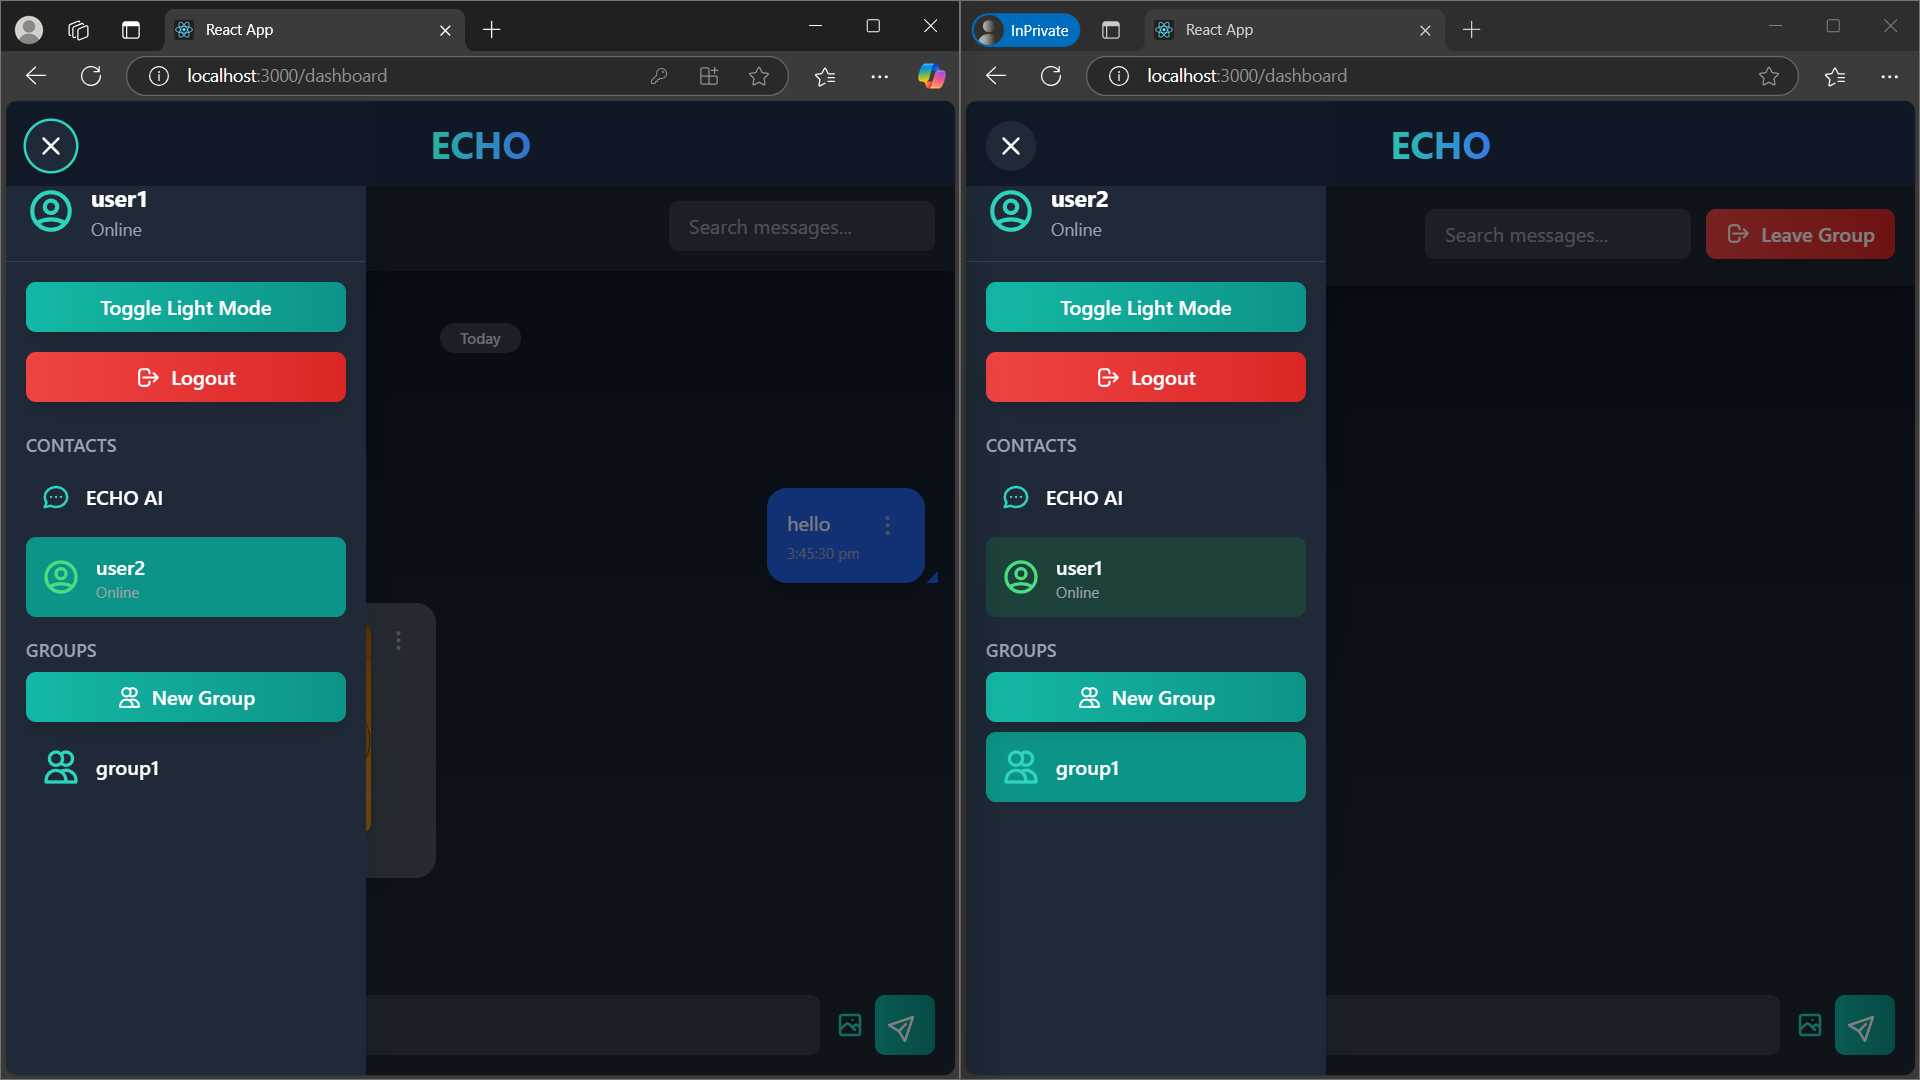 React App
localhost:3000/dashboard
ECHO
user1
Online
Search messages...
Toggle Light Mode
Today
Logout
CONTACTS
ECHO AI
hello
3:45:30 pm
user2
Online
GROUPS
New Group
group1
InPrivate
React App
localhost:3000/dashboard
ECHO
user2
Online
Search messages...
Leave Group
Toggle Light Mode
Logout
CONTACTS
ECHO AI
user1
Online
GROUPS
New Group
group1